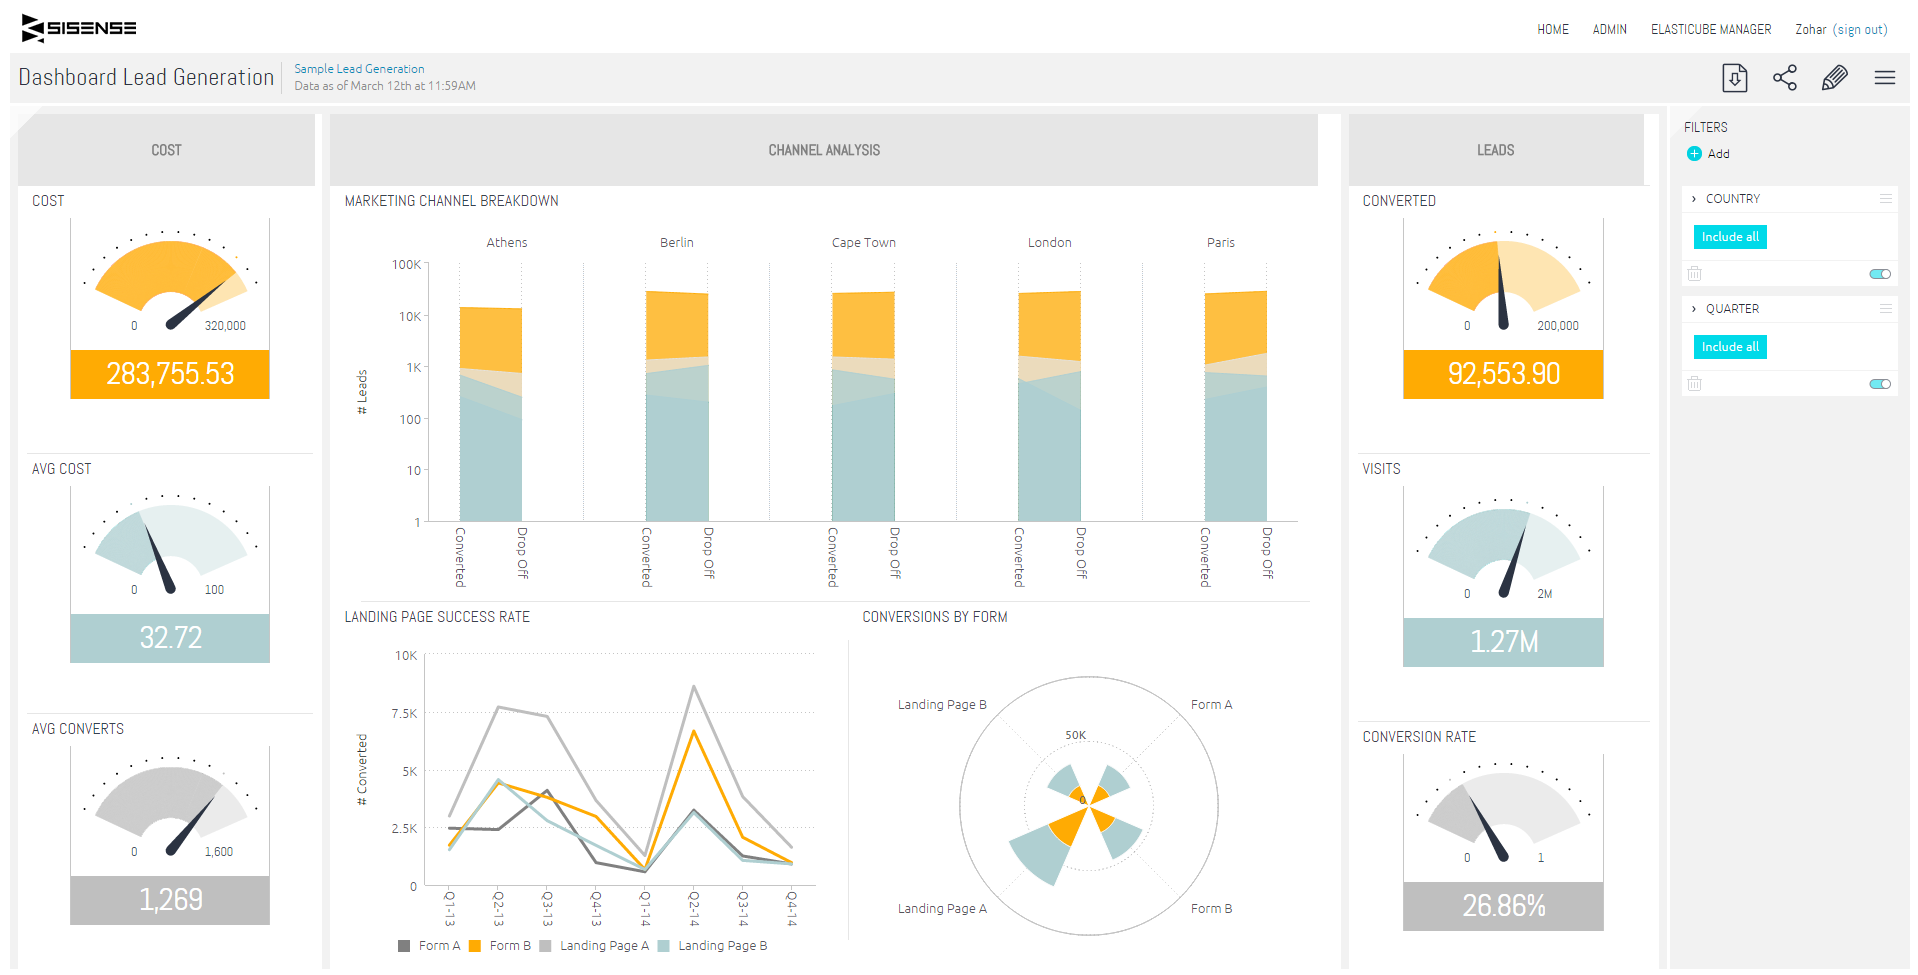 SISENSE
HOME ADMIN ELASTICUBE MANAGER Zohar (sign out)
Dashboard Lead Generation
Sample Lead Generation
Data as of March 12th at 11:59AM
COST
COST
0 320,000
283,755.53
AVG COST
0 100
32.72
AVG CONVERTS
0 1,600
1,269
CHANNEL ANALYSIS
MARKETING CHANNEL BREAKDOWN
Athens Berlin Cape Town London Paris
# Leads
100K
10K
1K
100
10
1
Converted Drop Off Converted Drop Off Converted Drop Off Converted Drop Off Converted Drop Off
LANDING PAGE SUCCESS RATE
# Converted
10K
7.5K
5K
2.5K
0
Q1-13 Q2-13 Q3-13 Q4-13 Q1-14 Q2-14 Q3-14 Q4-14
Form A Form B Landing Page A Landing Page B
CONVERSIONS BY FORM
Landing Page B Form A
50K
0
Landing Page A Form B
LEADS
CONVERTED
0 200,000
92,553.90
VISITS
0 2M
1.27M
CONVERSION RATE
0 1
26.86%
FILTERS
Add
COUNTRY
Include all
QUARTER
Include all